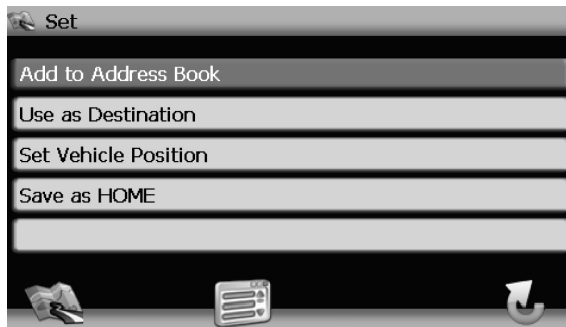 Set
Add to Address Book
Use as Destination
Set Vehicle Position
Save as HOME